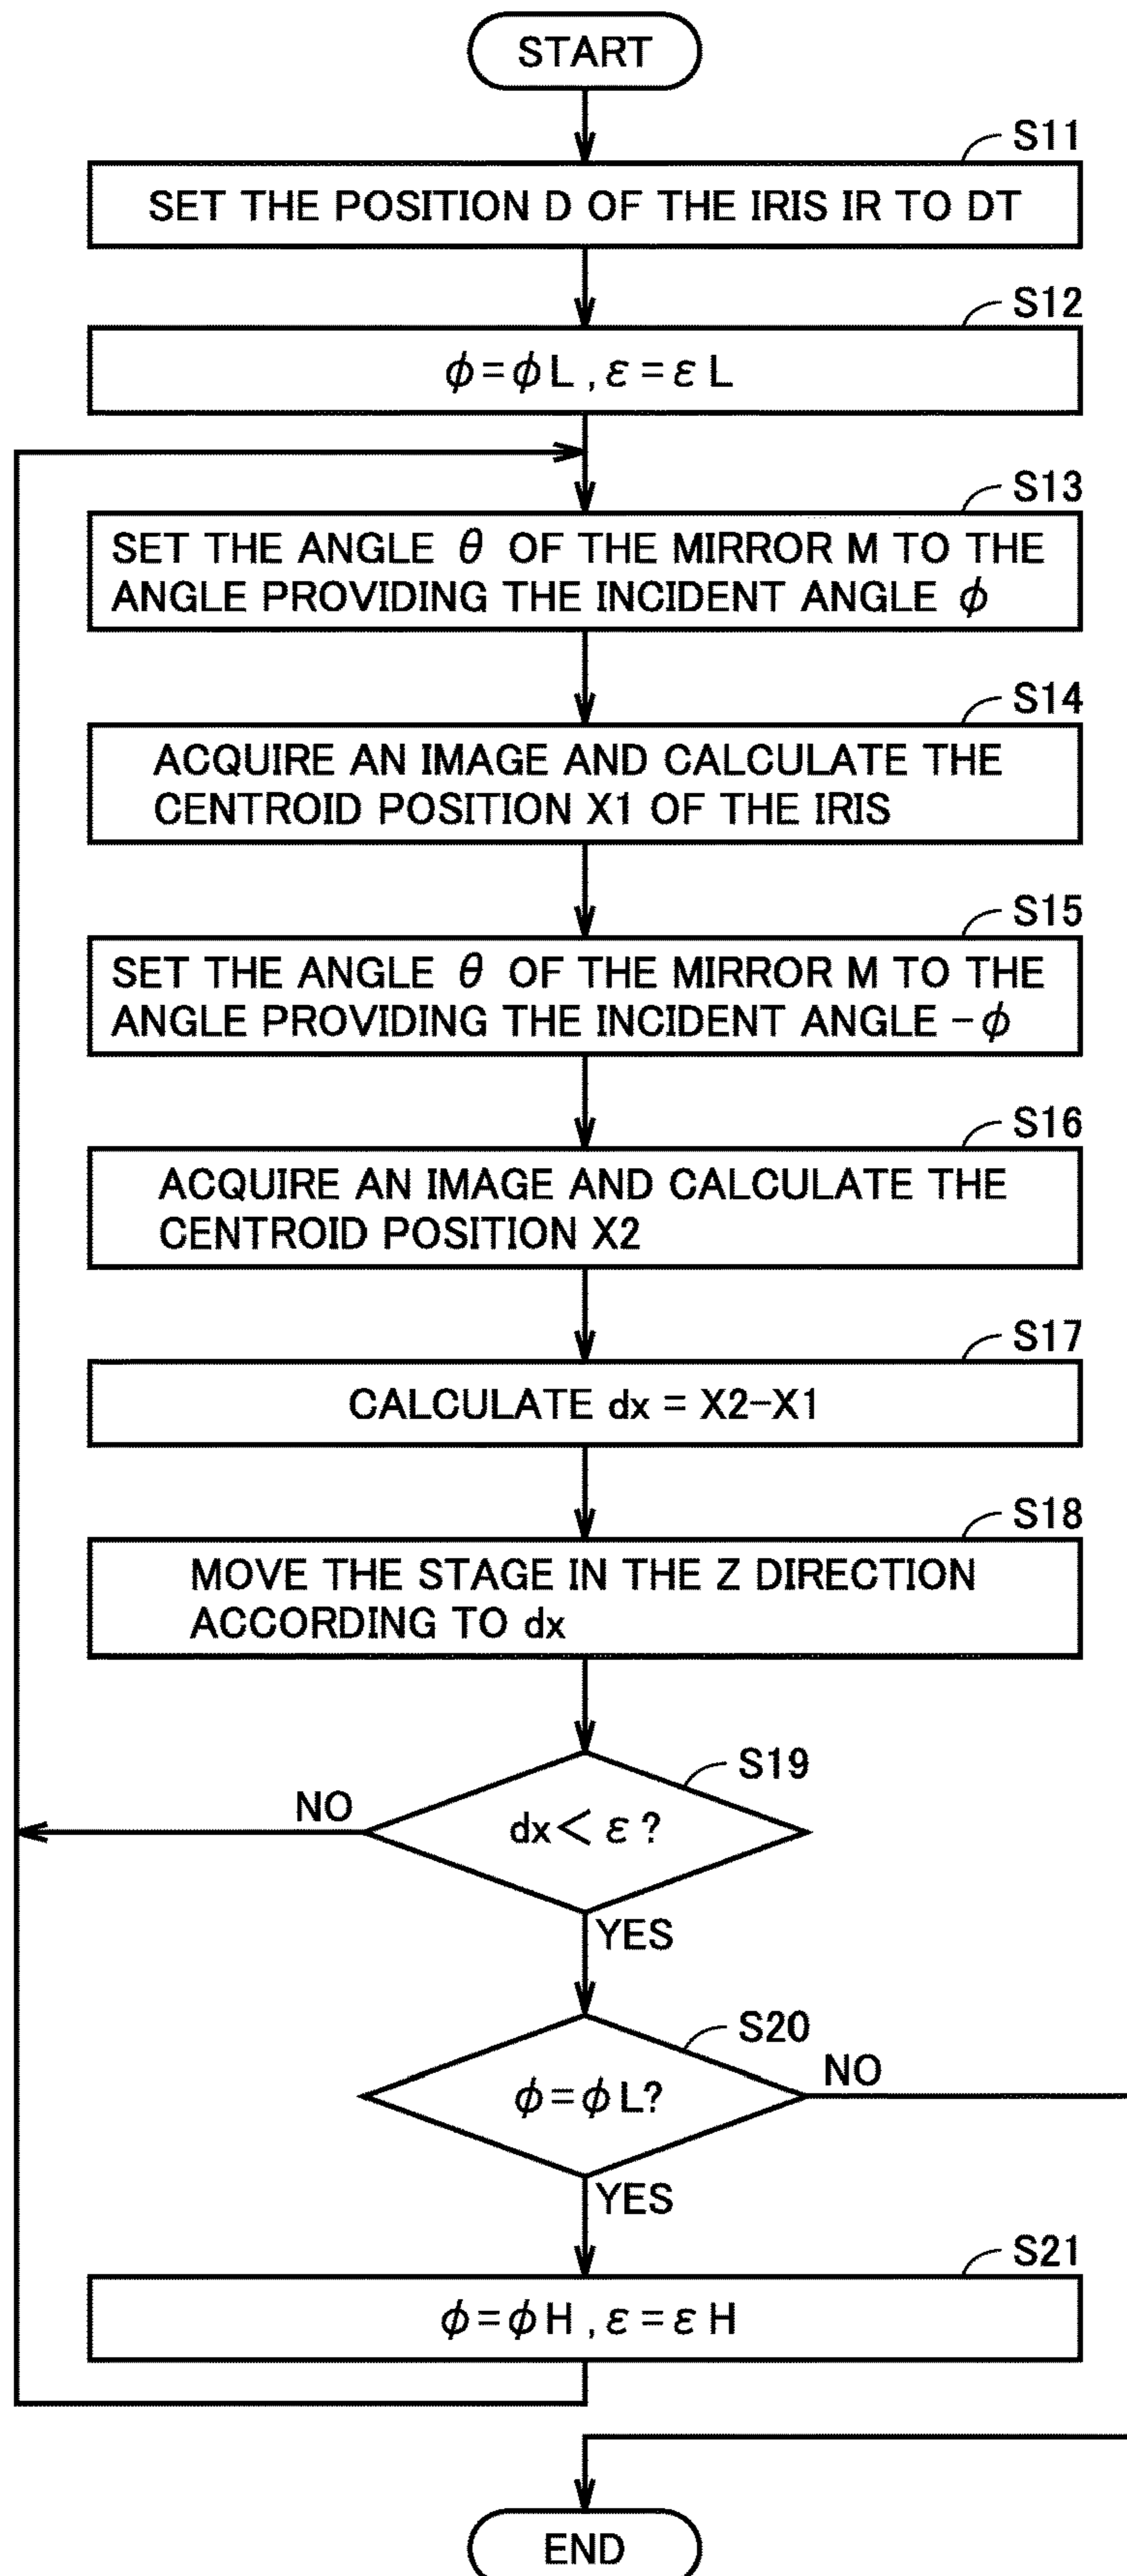 START
S11
SET THE POSITION D OF THE IRIS IR TO DT
S12
ϕ=ϕL,ε=εL
S13
SET THE ANGLE θ OF THE MIRROR M TO THE
ANGLE PROVIDING THE INCIDENT ANGLE ϕ
S14
ACQUIRE AN IMAGE AND CALCULATE THE
CENTROID POSITION X1 OF THE IRIS
S15
SET THE ANGLE θ OF THE MIRROR M TO THE
ANGLE PROVIDING THE INCIDENT ANGLE -ϕ
S16
ACQUIRE AN IMAGE AND CALCULATE THE
CENTROID POSITION X2
S17
CALCULATE dx = X2-X1
S18
MOVE THE STAGE IN THE Z DIRECTION
ACCORDING TO dx
S19
NO
dx<ε?
YES
S20
NO
ϕ=ϕL?
YES
S21
ϕ=ϕH,ε=εH
END